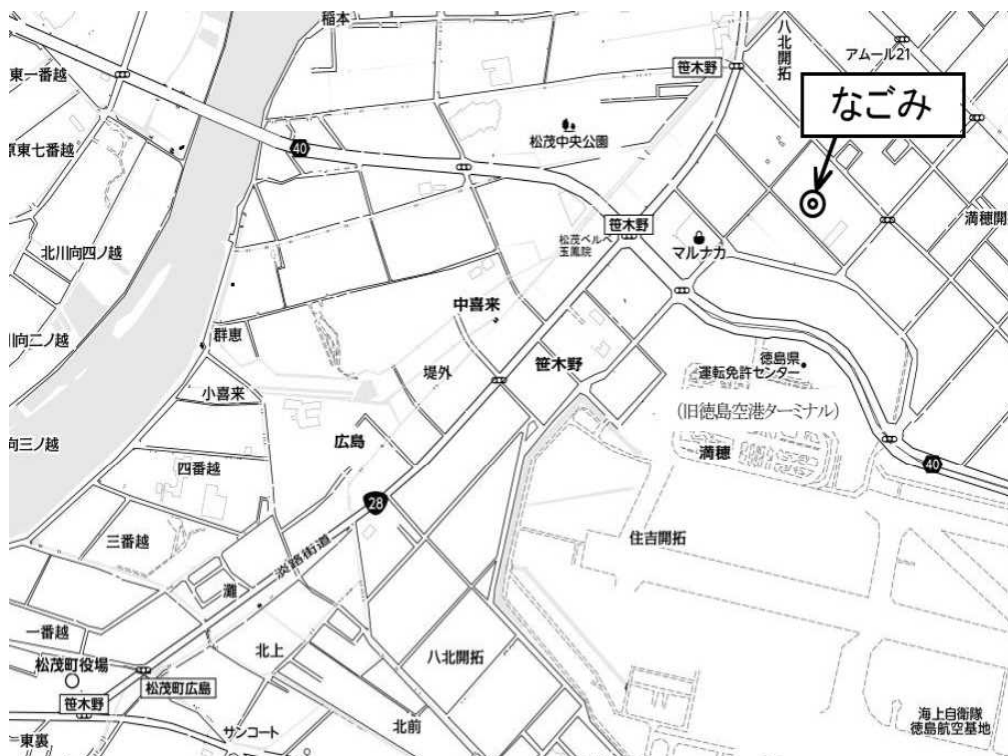 稲本
八北開拓
アムール21
笹木野
東一番越
なごみ
40
松茂中央公園
原東七番越
満穂開
笹木野
北川向四ノ越
松茂ベルベ
玉鳳院
マルナカ
中喜来
川向二ノ越
群恵
徳島県
運転免許センター
堤外
笹木野
小喜来
(旧徳島空港ターミナル)
向三ノ越
広島
満穂
四番越
40
28
三番越
住吉開拓
淡路街道
灘
一番越
北上
八北開拓
松茂町役場
松茂町広島
笹木野
海上自衛隊
徳島航空基地
北前
サンコート
東裏